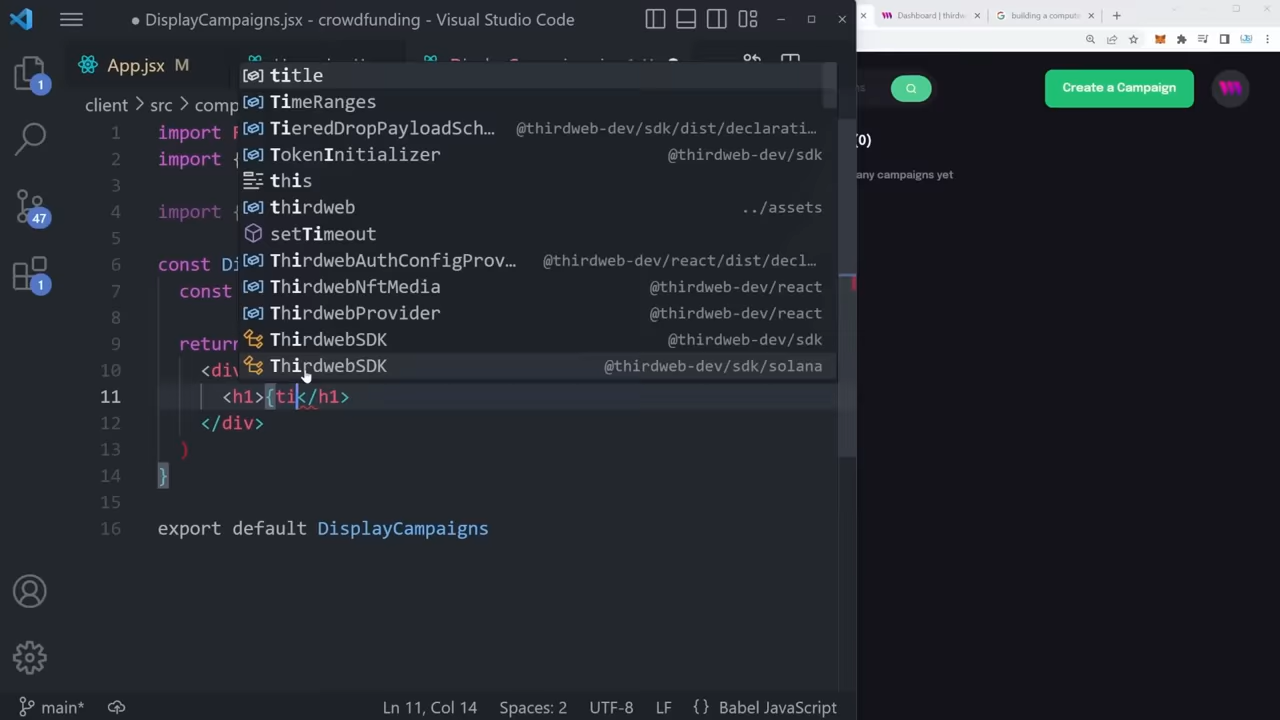 DisplayCampaigns.jsx - crowdfunding - Visual Studio Code
Dashboard | thirdw
building a compute
App.jsx M
client > src > comp
1 import
2 import {
3
4 import {
5
6 const Di
7 const
8
9 return
10 <div
11 <h1>{ti</h1>
12 </div>
13 )
14 }
15
16 export default DisplayCampaigns
title
TimeRanges
TieredDropPayloadSch… @thirdweb-dev/sdk/dist/declarati…
TokenInitializer @thirdweb-dev/sdk
this
thirdweb ../assets
setTimeout
ThirdwebAuthConfigProv… @thirdweb-dev/react/dist/decl…
ThirdwebNftMedia @thirdweb-dev/react
ThirdwebProvider @thirdweb-dev/react
ThirdwebSDK @thirdweb-dev/sdk
ThirdwebSDK @thirdweb-dev/sdk/solana
1
47
1
Create a Campaign
(0)
any campaigns yet
main*
Ln 11, Col 14
Spaces: 2
UTF-8
LF
{} Babel JavaScript